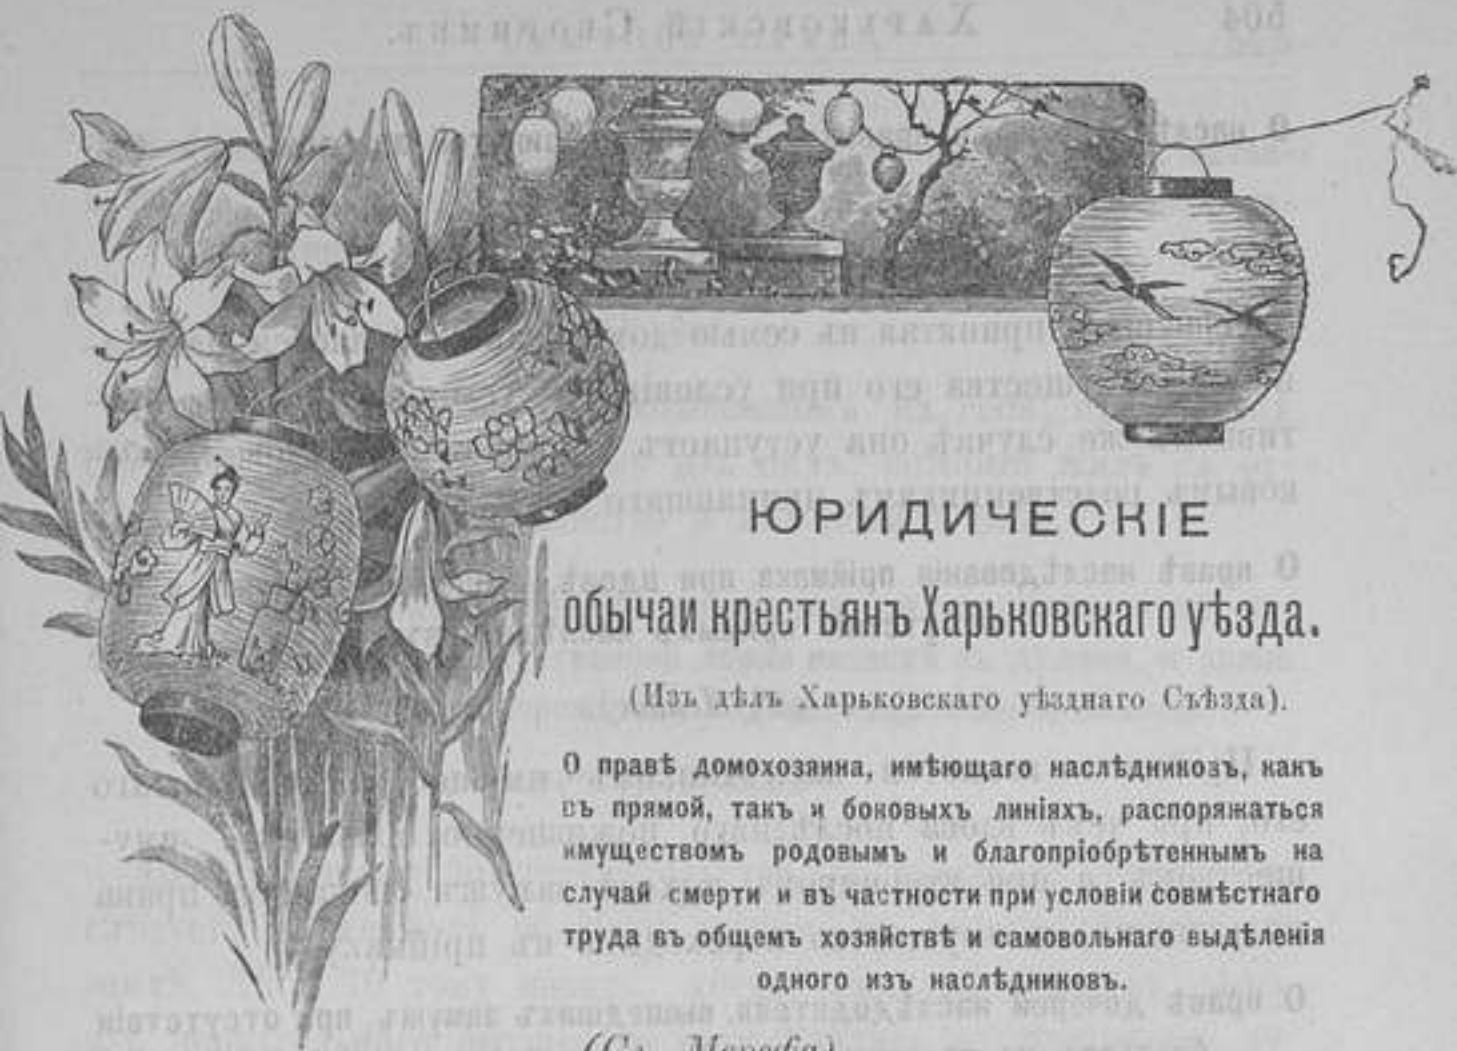 ЮРИДИЧЕСКІЕ
обычаи крестьянъ Харьковскаго уѣзда.
(Изъ дѣлъ Харьковскаго уѣзднаго Съѣзда).
О правѣ домохозяина, имѣющаго наслѣдниковъ, какъ
въ прямой, такъ и боковыхъ линіяхъ, распоряжаться
имуществомъ родовымъ и благопріобрѣтеннымъ на
случай смерти и въ частности при условіи совмѣстнаго
труда въ общемъ хозяйствѣ и самовольнаго выдѣленія
одного изъ наслѣдниковъ.
(Сл. Мерефа)